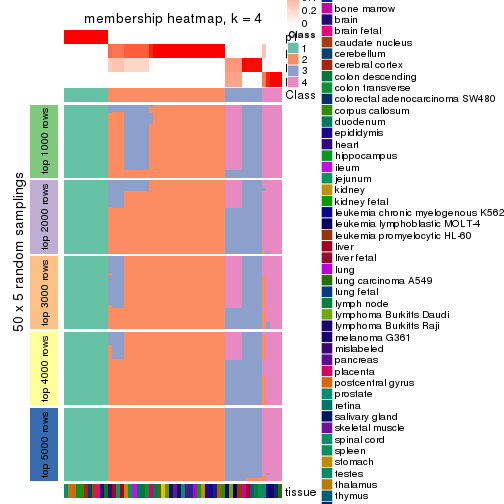 membership heatmap, k = 4
0.2
0
Class
1
2
3
4
Class
50 x 5 random samplings
top 1000 rows
top 2000 rows
top 3000 rows
top 4000 rows
top 5000 rows
tissue
bone marrow
brain
brain fetal
caudate nucleus
cerebellum
cerebral cortex
colon descending
colon transverse
colorectal adenocarcinoma SW480
corpus callosum
duodenum
epididymis
heart
hippocampus
ileum
jejunum
kidney
kidney fetal
leukemia chronic myelogenous K562
leukemia lymphoblastic MOLT-4
leukemia promyelocytic HL-60
liver
liver fetal
lung
lung carcinoma A549
lung fetal
lymph node
lymphoma Burkitts Daudi
lymphoma Burkitts Raji
melanoma G361
mislabeled
pancreas
placenta
postcentral gyrus
prostate
retina
salivary gland
skeletal muscle
spinal cord
spleen
stomach
testes
thalamus
thymus